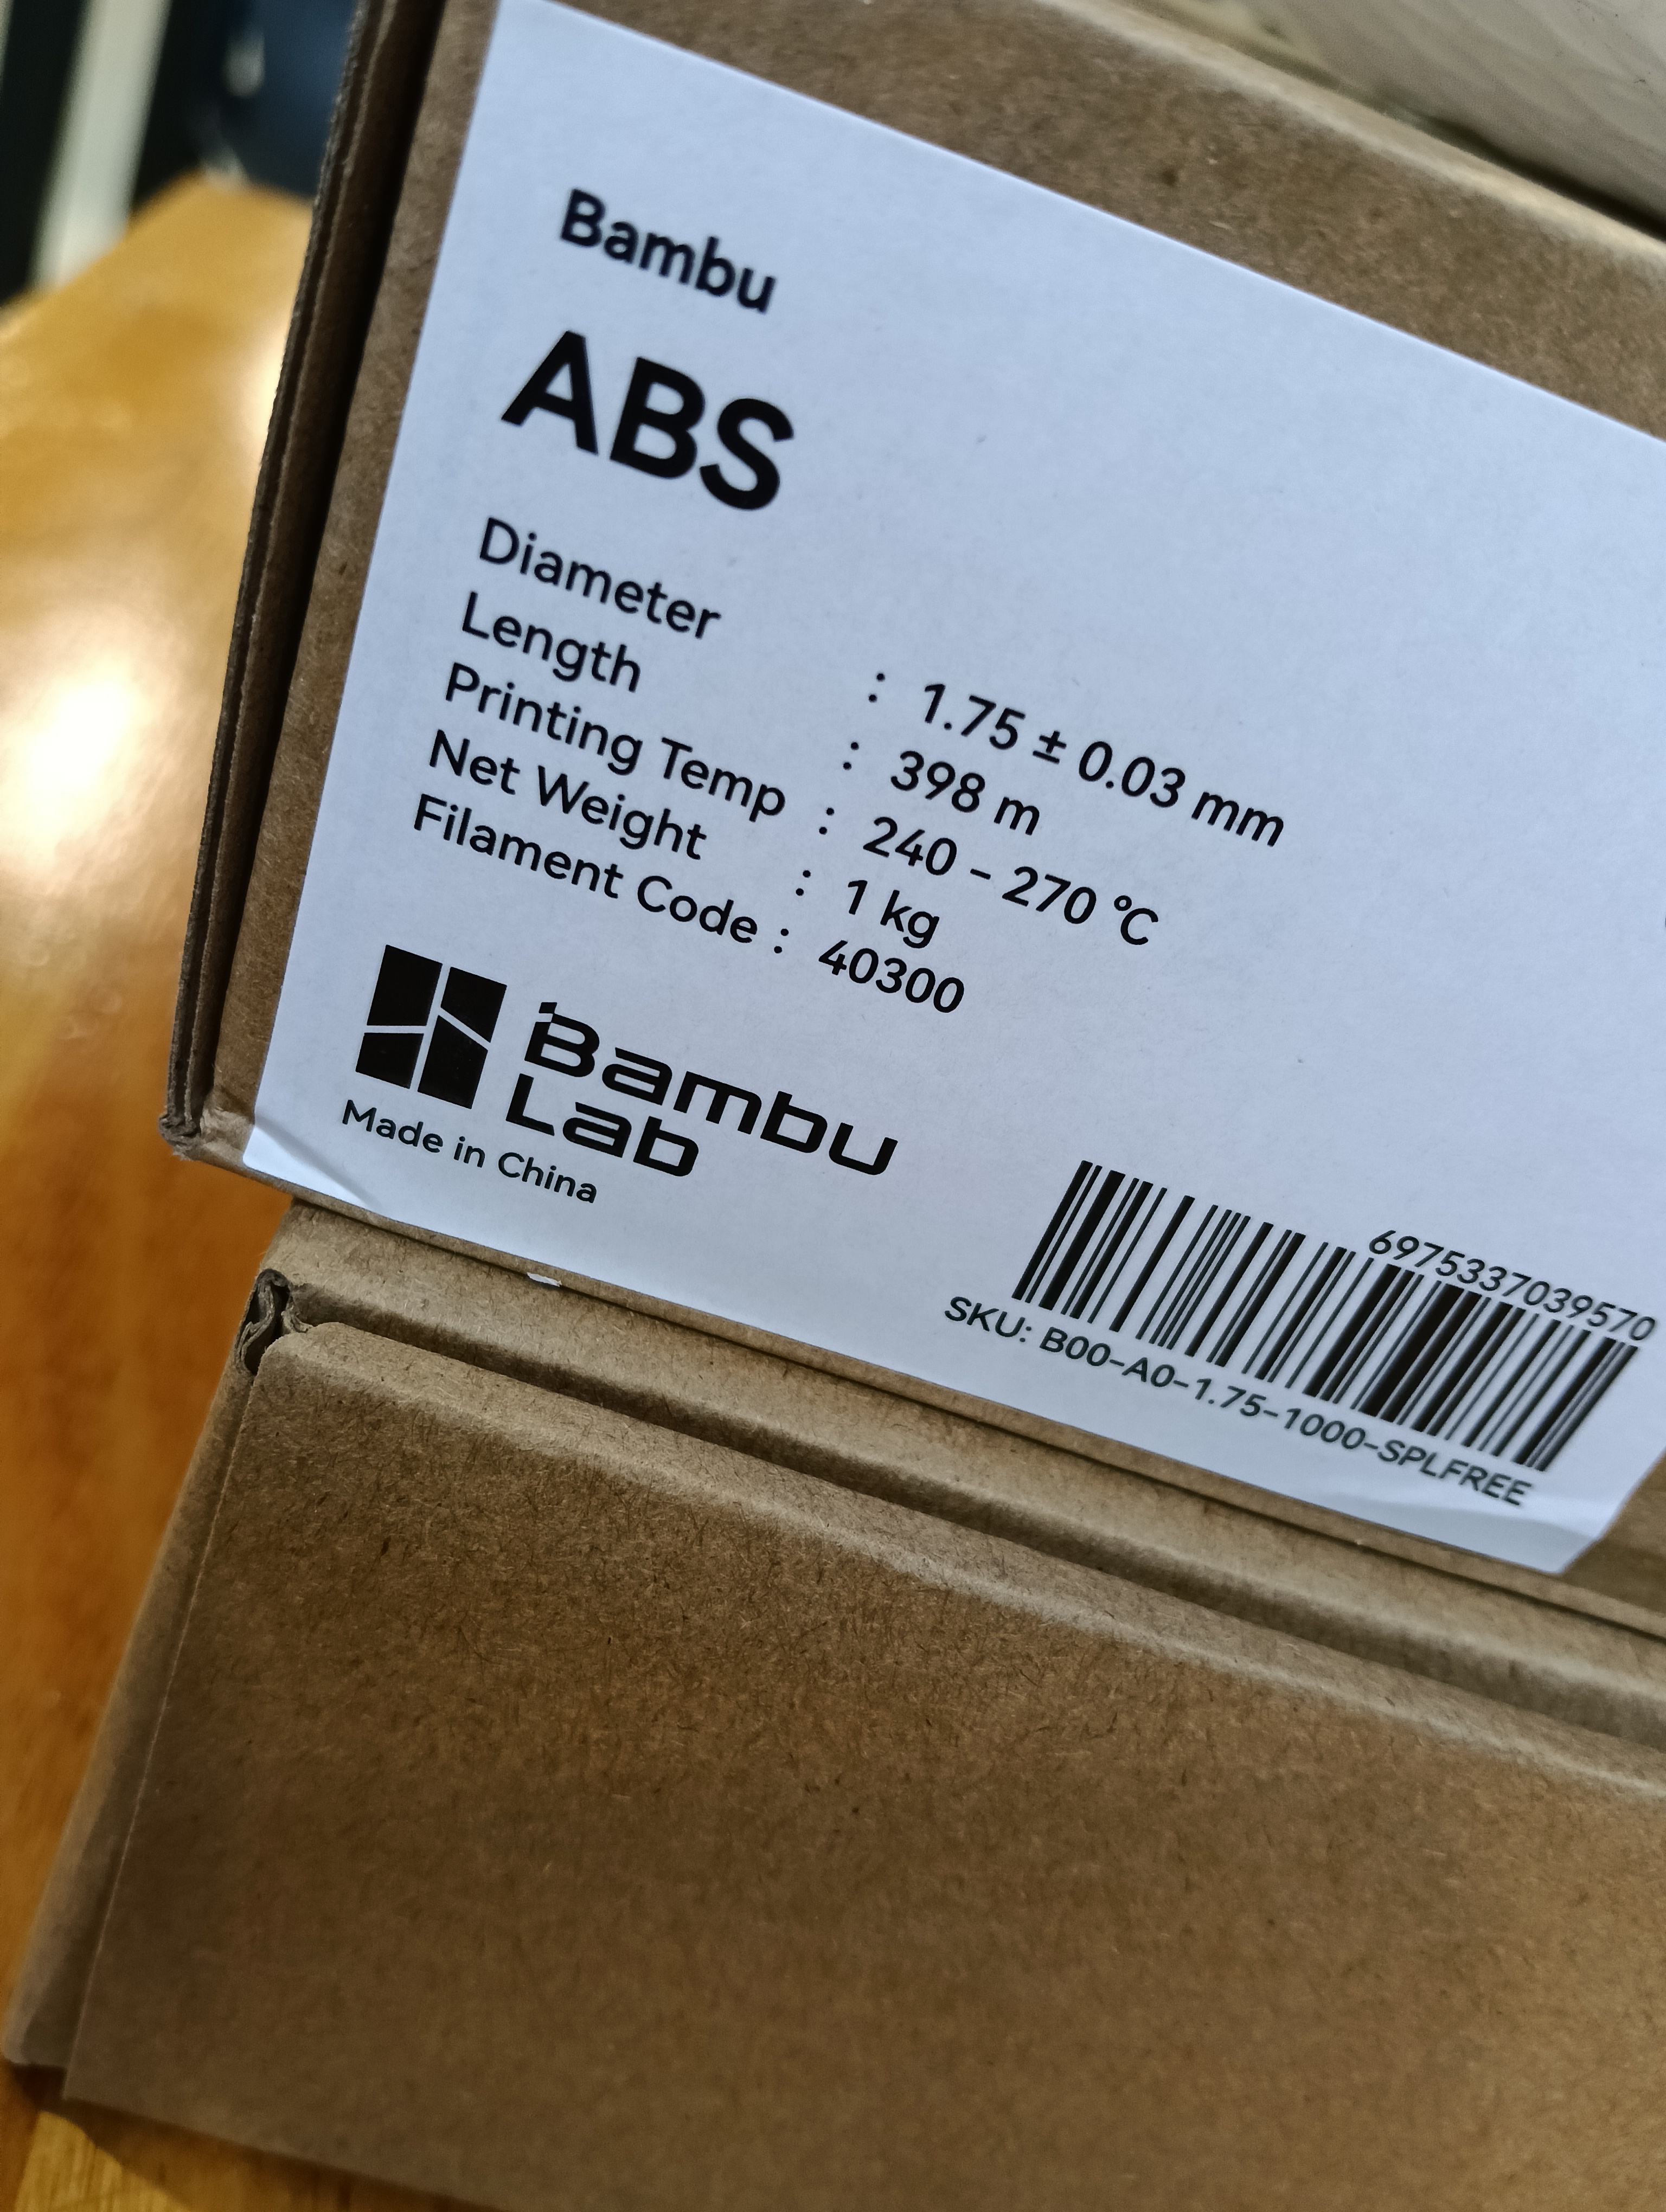 Bambu
ABS
Diameter : 1.75 ± 0.03 mm
Length : 398 m
Printing Temp : 240 - 270 °C
Net Weight : 1 kg
Filament Code : 40300
Bambu
Lab
Made in China
6975337039570
SKU: B00-A0-1.75-1000-SPLFREE